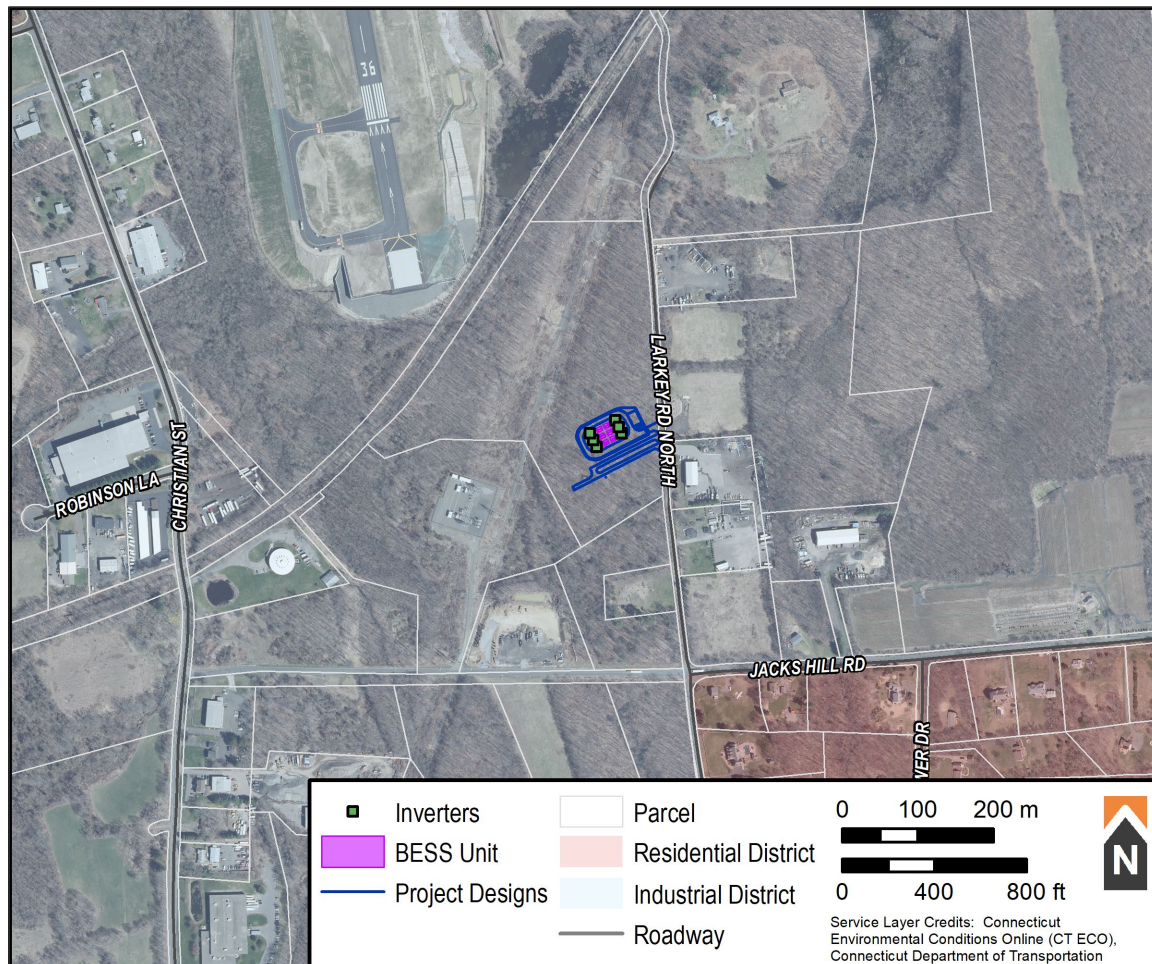 36
LARKEY RD NORTH
ROBINSON LA
CHRISTIAN ST
JACKS HILL RD
VER DR
Inverters
BESS Unit
Project Designs
Parcel
Residential District
Industrial District
Roadway
0 100 200 m
0 400 800 ft
N
Service Layer Credits: Connecticut
Environmental Conditions Online (CT ECO),
Connecticut Department of Transportation